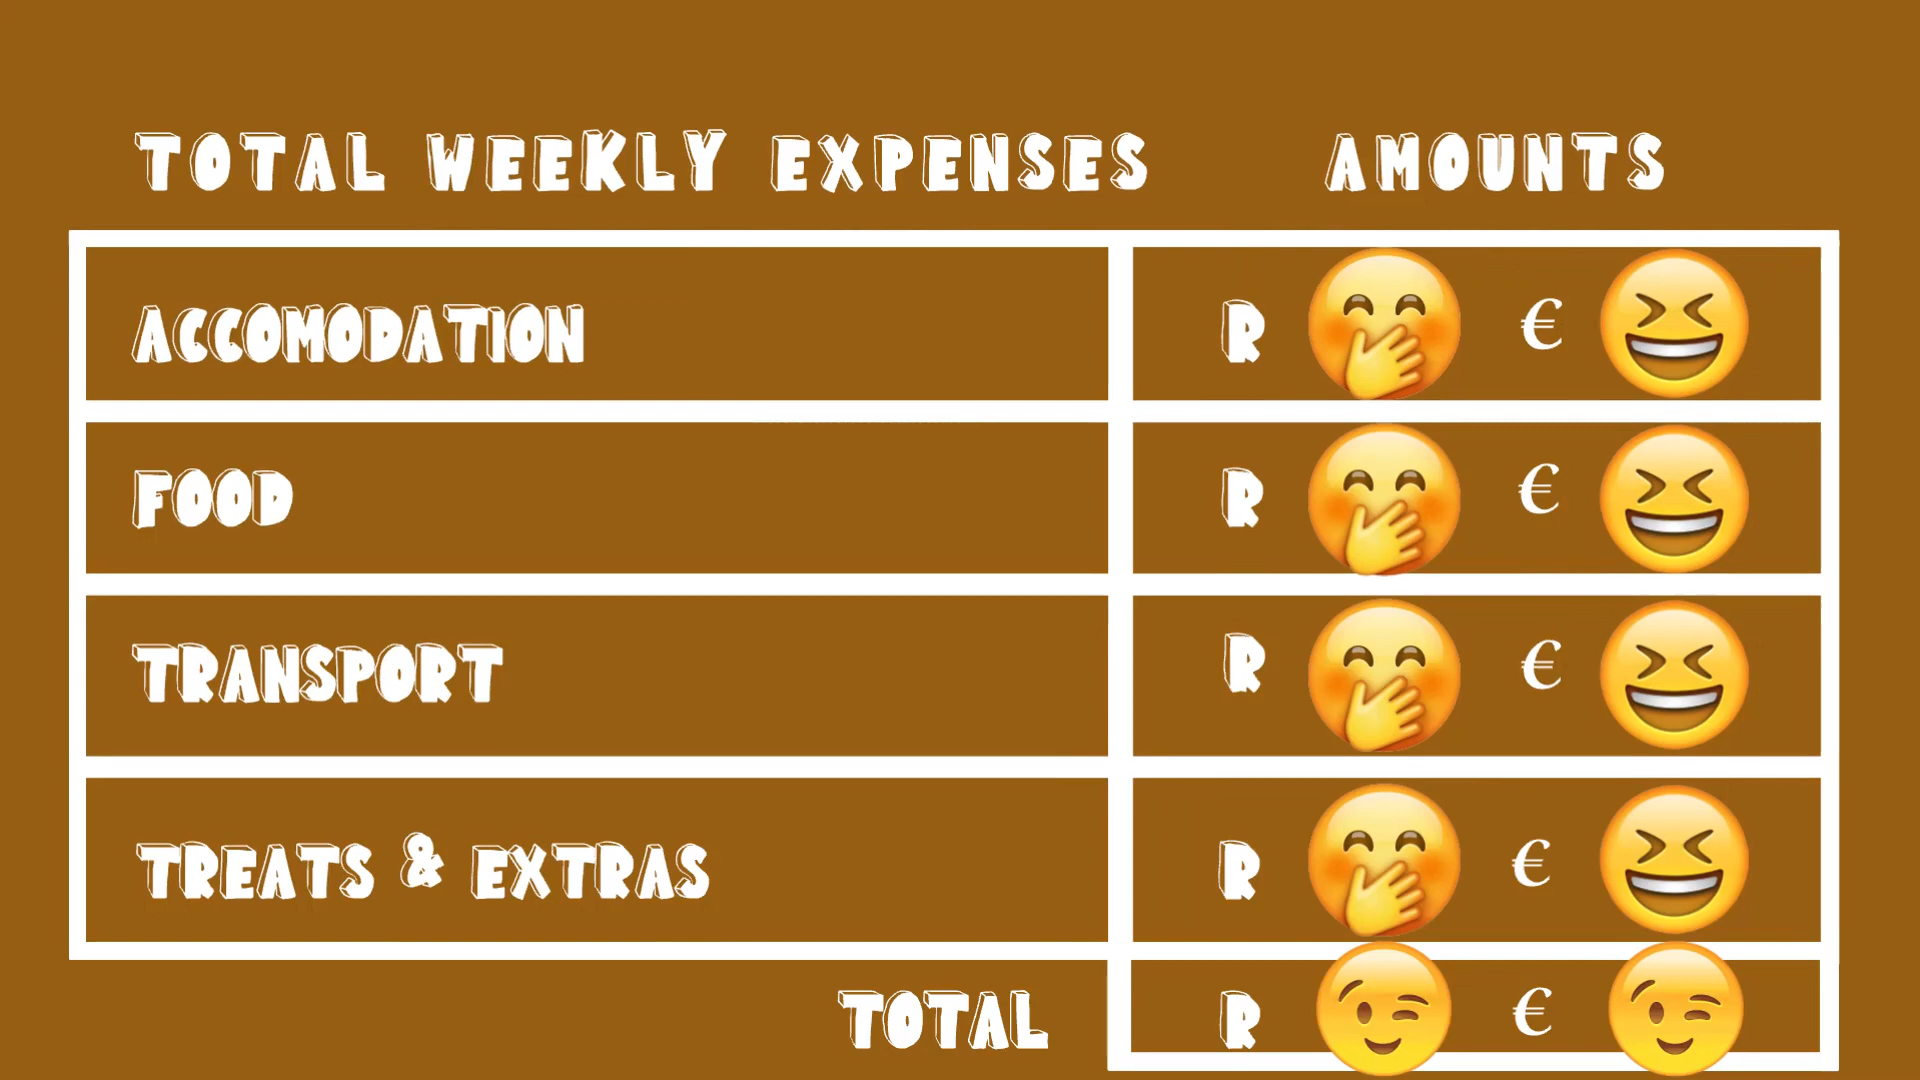 TOTAL WEEKLY EXPENSES AMOUNTS
ACCOMODATION R €
FOOD R €
TRANSPORT R €
TREATS & EXTRAS R €
TOTAL R €